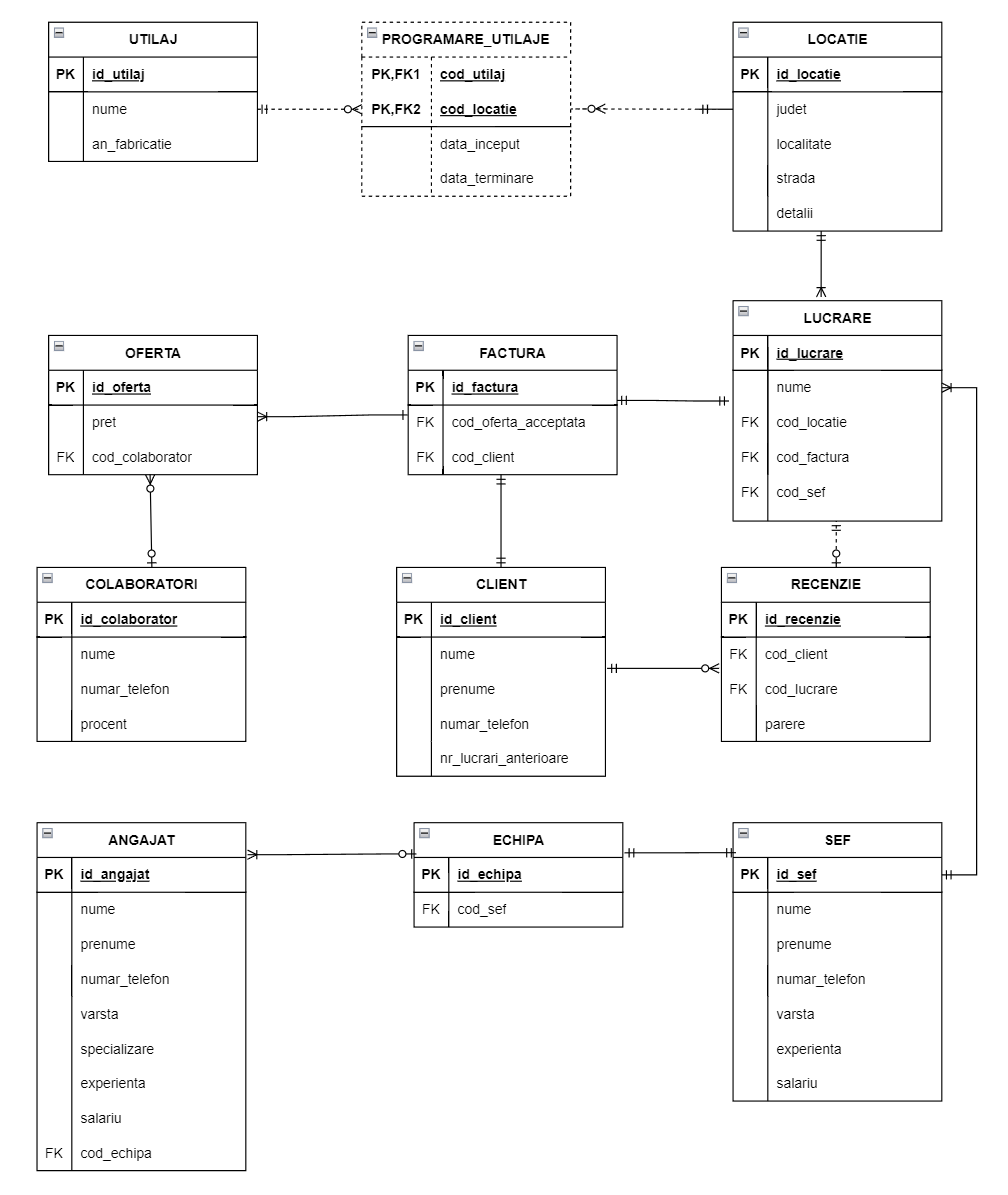 UTILAJ
PK id_utilaj
nume
an_fabricatie
PROGRAMARE_UTILAJE
PK,FK1 cod_utilaj
PK,FK2 cod_locatie
data_inceput
data_terminare
LOCATIE
PK id_locatie
judet
localitate
strada
detalii
OFERTA
PK id_oferta
pret
FK cod_colaborator
FACTURA
PK id_factura
FK cod_oferta_acceptata
FK cod_client
LUCRARE
PK id_lucrare
nume
FK cod_locatie
FK cod_factura
FK cod_sef
COLABORATORI
PK id_colaborator
nume
numar_telefon
procent
CLIENT
PK id_client
nume
prenume
numar_telefon
nr_lucrari_anterioare
RECENZIE
PK id_recenzie
FK cod_client
FK cod_lucrare
parere
ANGAJAT
PK id_angajat
nume
prenume
numar_telefon
varsta
specializare
experienta
salariu
FK cod_echipa
ECHIPA
PK id_echipa
FK cod_sef
SEF
PK id_sef
nume
prenume
numar_telefon
varsta
experienta
salariu